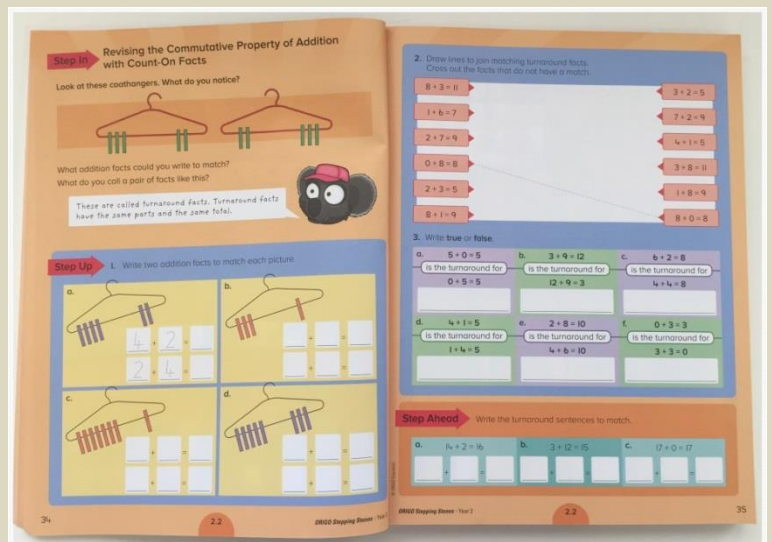 Step In
Revising the Commutative Property of Addition
with Count-On Facts
Look at these coathangers. What do you notice?
What addition facts could you write to match?
What do you call a pair of facts like this?
These are called turnaround facts. Turnaround facts
have the same parts and the same total.
Step Up
1. Write two addition facts to match each picture.
a.
4 + 2 =
2 + 4 =
b.
+ =
+ =
c.
+ =
+ =
d.
+ =
+ =
34
2.2
ORIGO Stepping Stones • Year 2
2. Draw lines to join matching turnaround facts.
Cross out the facts that do not have a match.
8 + 3 = 11
3 + 2 = 5
1 + 6 = 7
7 + 2 = 9
2 + 7 = 9
4 + 1 = 5
0 + 8 = 8
3 + 8 = 11
2 + 3 = 5
1 + 8 = 9
8 + 1 = 9
8 + 0 = 8
3. Write true or false.
a.
5 + 0 = 5
is the turnaround for
0 + 5 = 5
b.
3 + 9 = 12
is the turnaround for
12 + 9 = 3
c.
6 + 2 = 8
is the turnaround for
4 + 4 = 8
d.
4 + 1 = 5
is the turnaround for
1 + 4 = 5
e.
2 + 8 = 10
is the turnaround for
4 + 6 = 10
f.
0 + 3 = 3
is the turnaround for
3 + 3 = 0
Step Ahead
Write the turnaround sentences to match.
a.
14 + 2 = 16
+ =
b.
3 + 12 = 15
+ =
c.
17 + 0 = 17
+ =
ORIGO Stepping Stones • Year 2
2.2
35